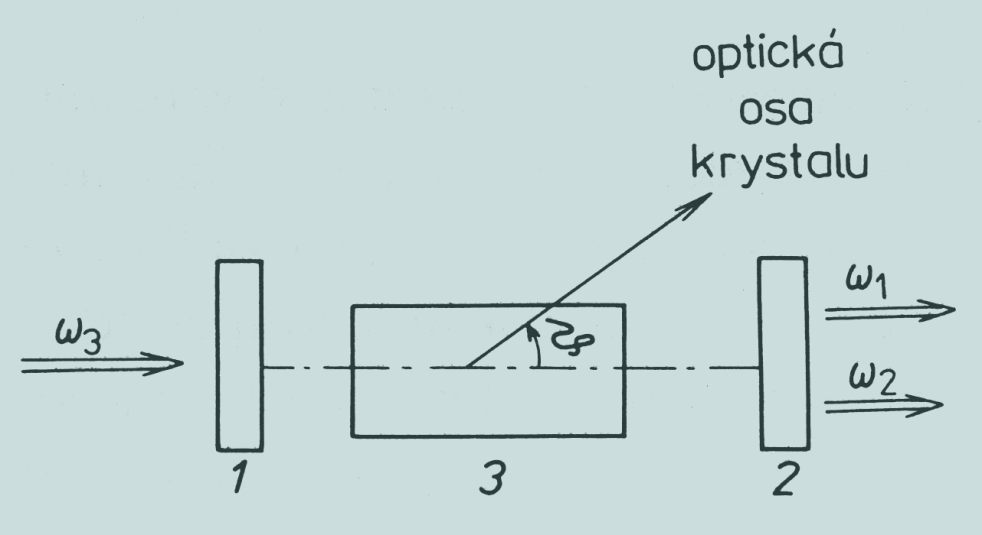 optická
osa
krystalu
ω3
ω1
ω2
1
3
2